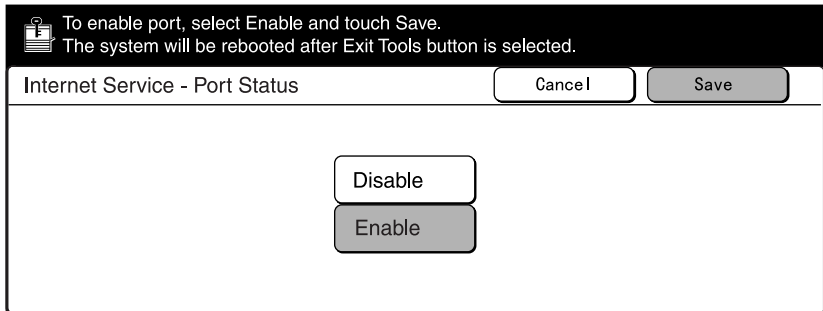 To enable port, select Enable and touch Save.
The system will be rebooted after Exit Tools button is selected.
Internet Service - Port Status
Cancel
Save
Disable
Enable